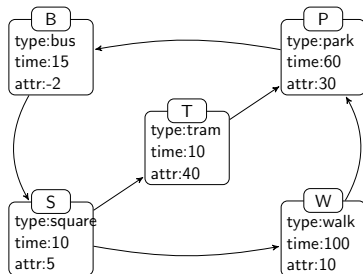 B
type:bus
time:15
attr:-2
P
type:park
time:60
attr:30
T
type:tram
time:10
attr:40
S
type:square
time:10
attr:5
W
type:walk
time:100
attr:10